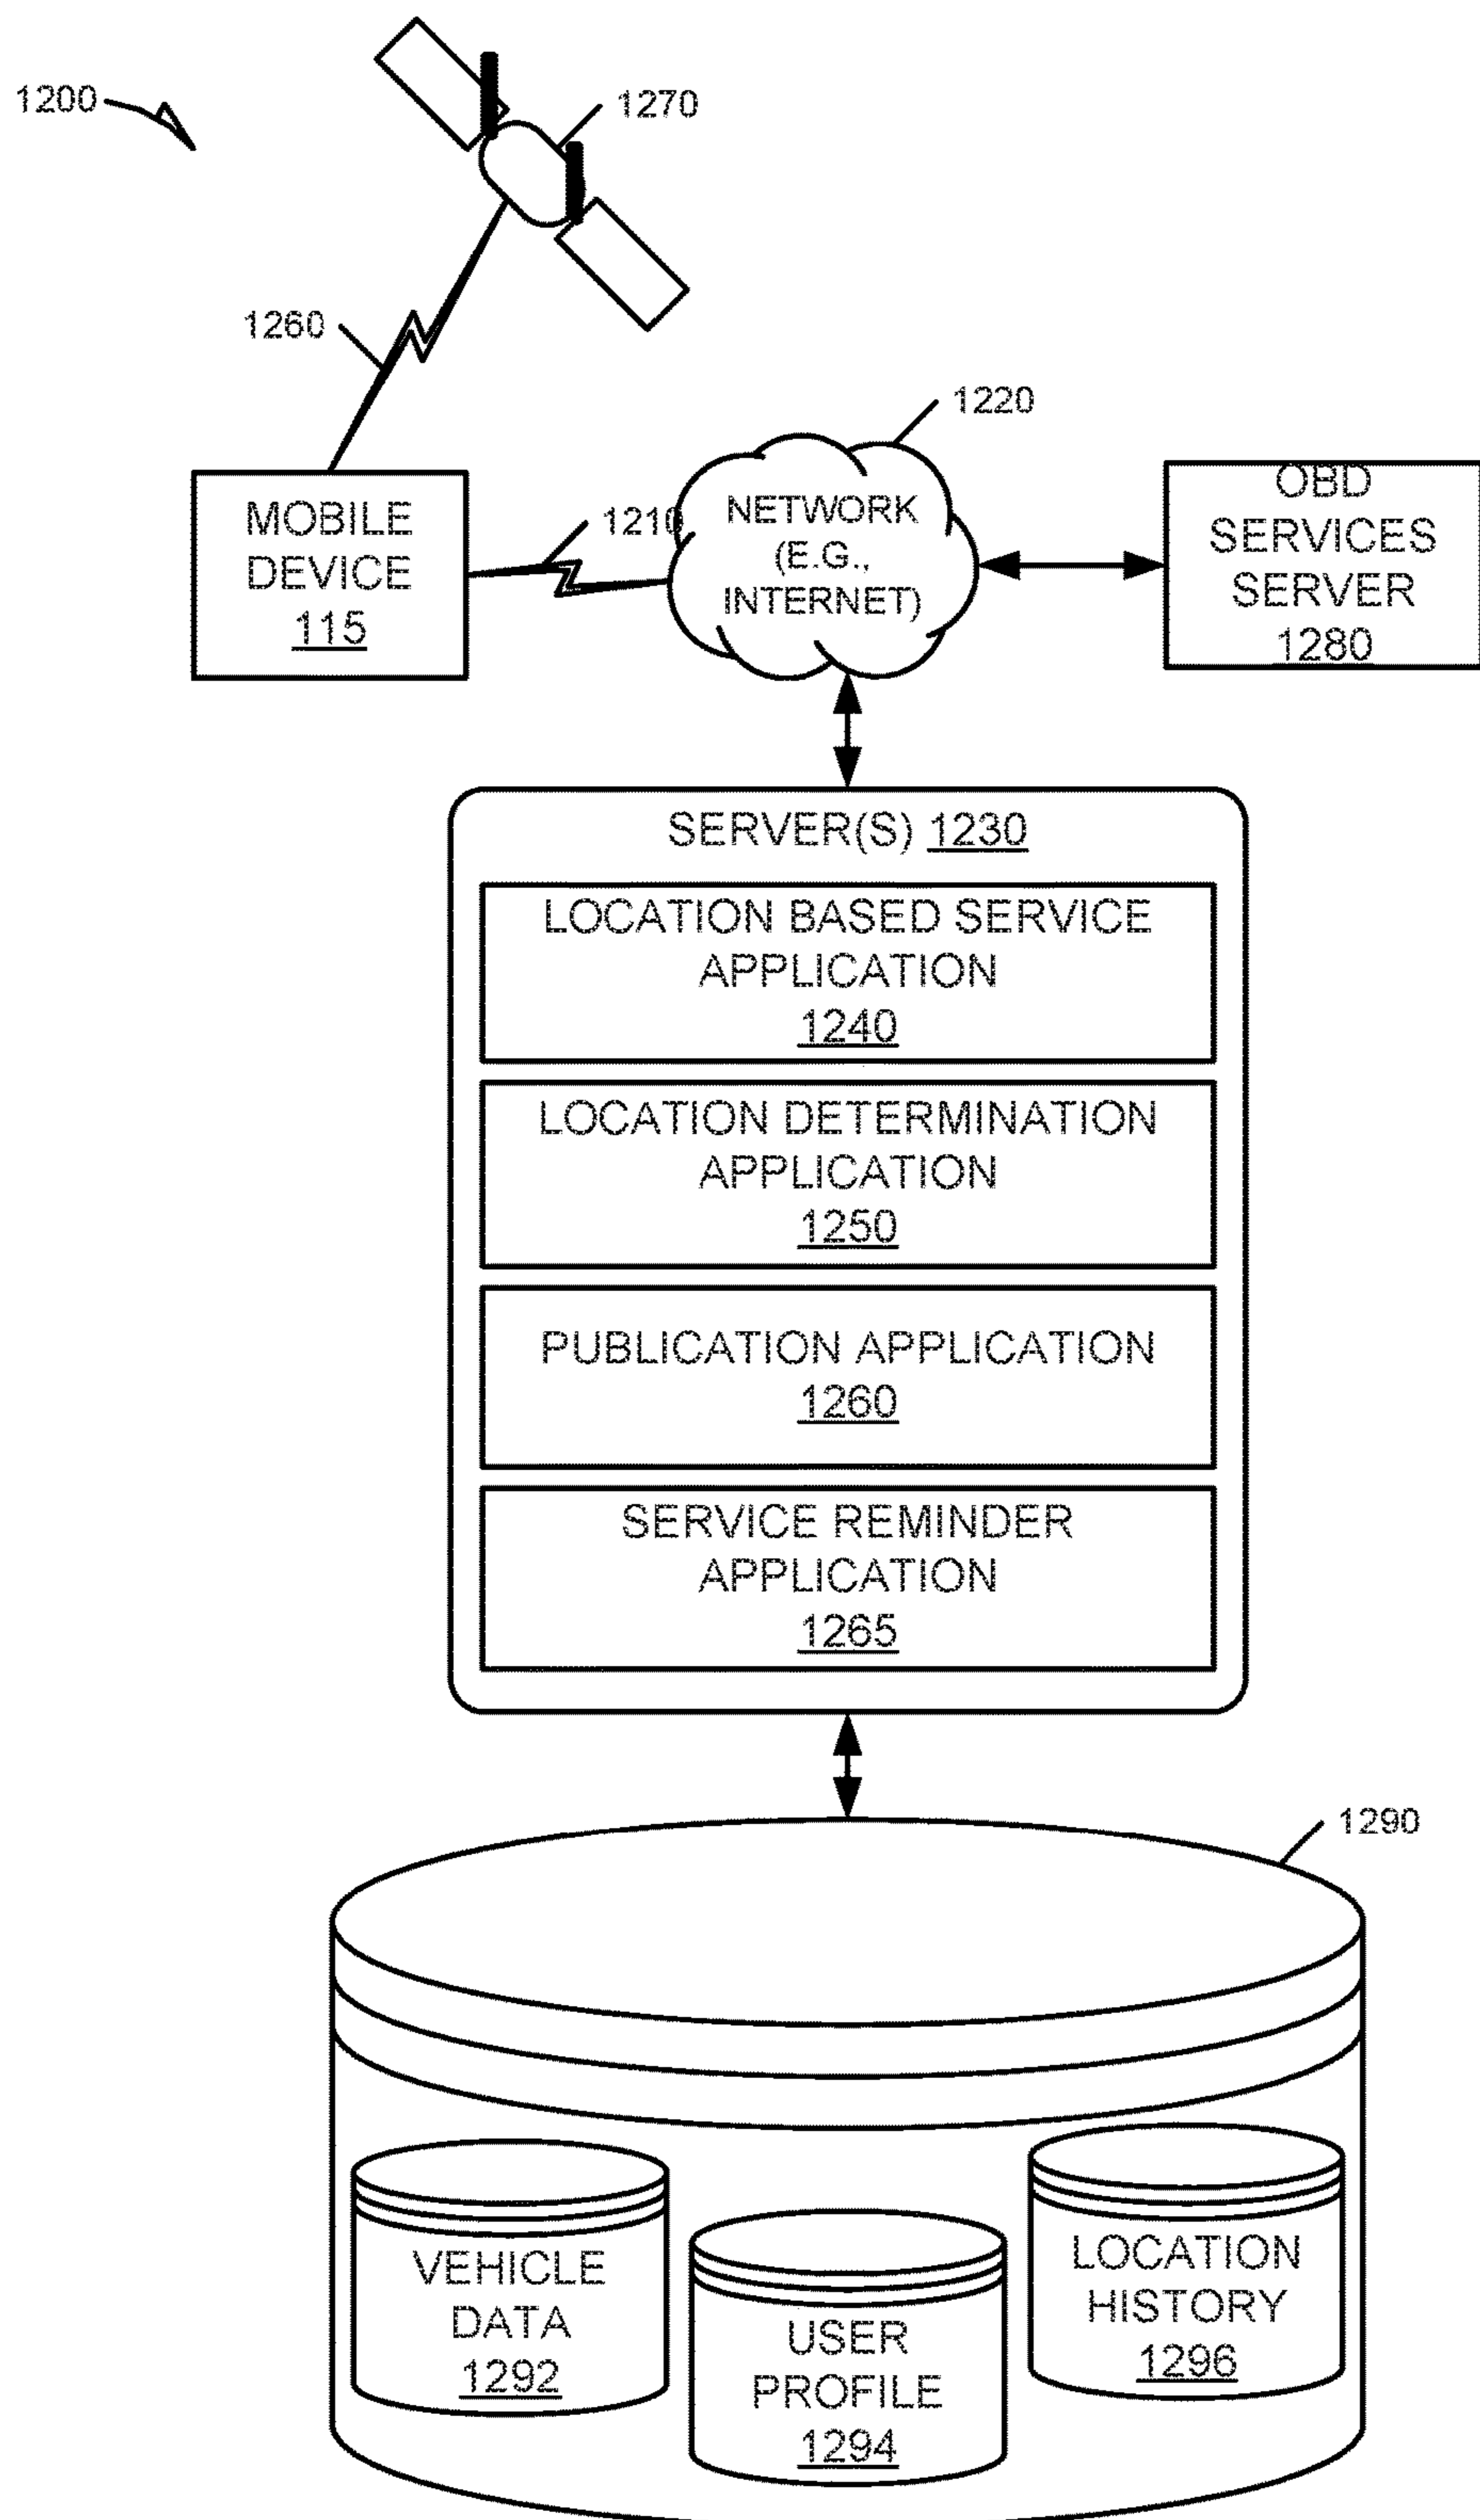 1200
1270
1260
1220
MOBILE
DEVICE
115
1210
NETWORK
(E.G.,
INTERNET)
OBD
SERVICES
SERVER
1280
SERVER(S) 1230
LOCATION BASED SERVICE
APPLICATION
1240
LOCATION DETERMINATION
APPLICATION
1250
PUBLICATION APPLICATION
1260
SERVICE REMINDER
APPLICATION
1265
1290
VEHICLE
DATA
1292
USER
PROFILE
1294
LOCATION
HISTORY
1296